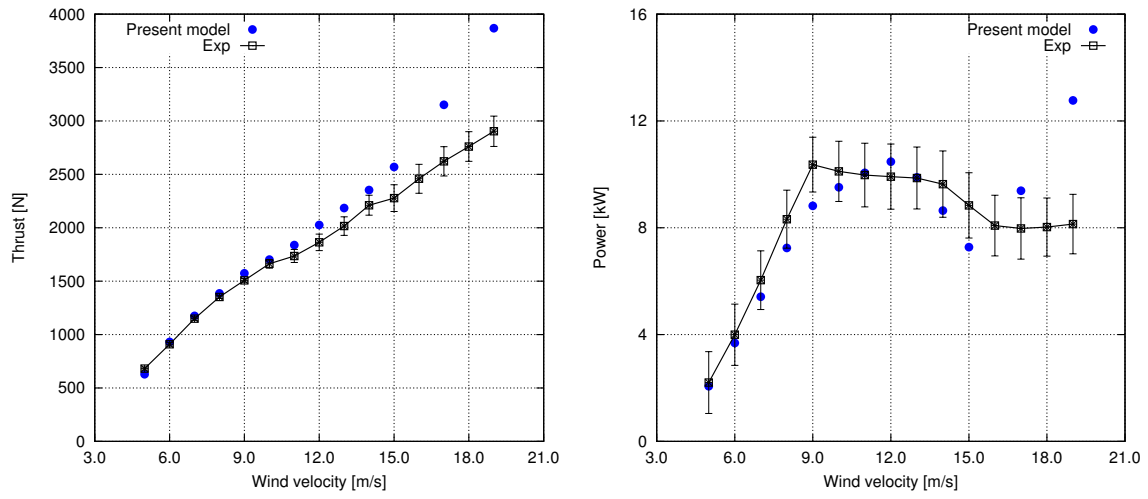 4000
3500
3000
2500
2000
1500
1000
500
0
Thrust [N]
Present model
Exp
3.0 6.0 9.0 12.0 15.0 18.0 21.0
Wind velocity [m/s]
16
12
8
4
0
Power [kW]
Present model
Exp
3.0 6.0 9.0 12.0 15.0 18.0 21.0
Wind velocity [m/s]